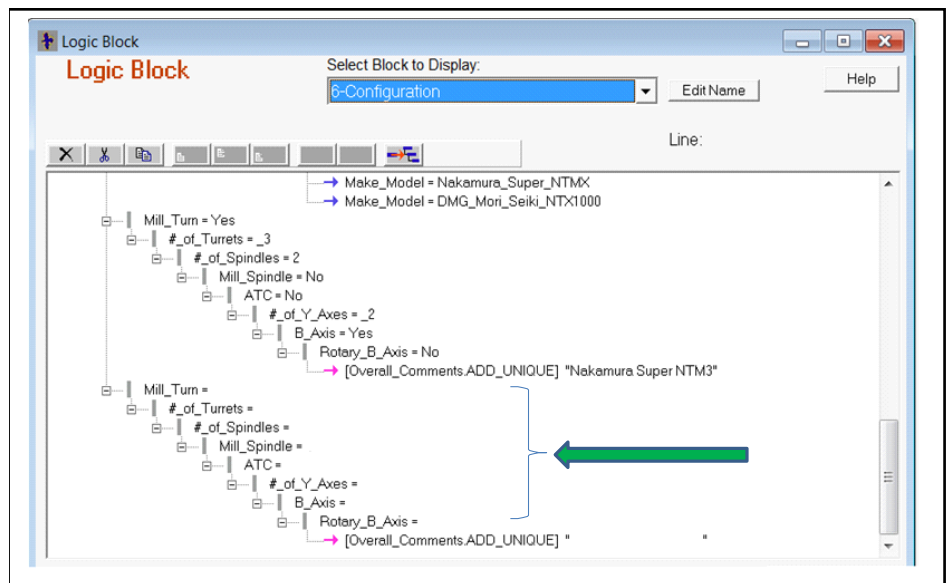 Logic Block
Logic Block
Select Block to Display:
6-Configuration
Edit Name
Help
Line:
Make_Model = Nakamura_Super_NTMX
Make_Model = DMG_Mori_Seiki_NTX1000
Mill_Turn = Yes
#_of_Turrets = _3
#_of_Spindles = 2
Mill_Spindle = No
ATC = No
#_of_Y_Axes = _2
B_Axis = Yes
Rotary_B_Axis = No
[Overall_Comments.ADD_UNIQUE] "Nakamura Super NTM3"
Mill_Turn =
#_of_Turrets =
#_of_Spindles =
Mill_Spindle =
ATC =
#_of_Y_Axes =
B_Axis =
Rotary_B_Axis =
[Overall_Comments.ADD_UNIQUE] " "